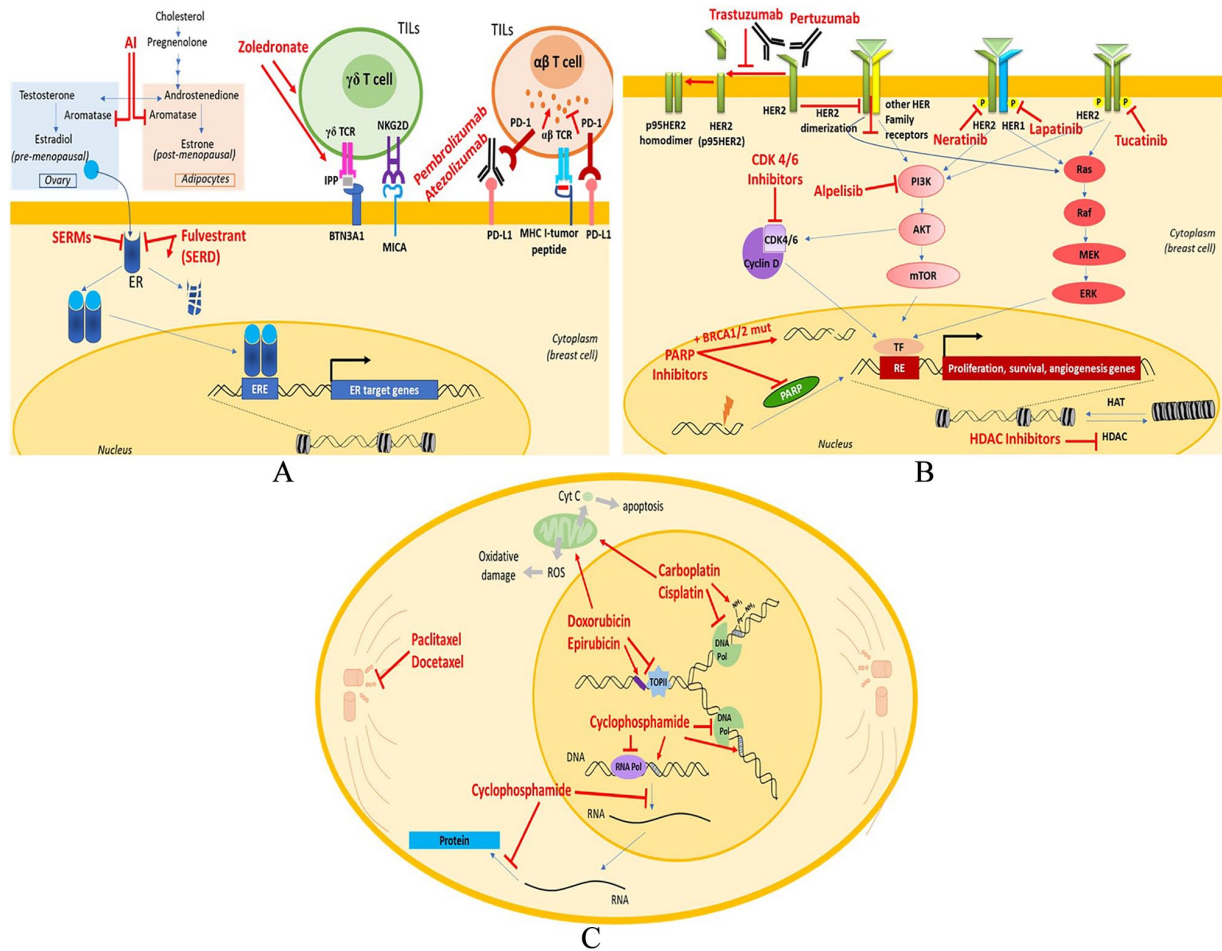 Cholesterol
AI
Pregnenolone
Testosterone
Androstenedione
Aromatase
Aromatase
Estradiol
(pre-menopausal)
Estrone
(post-menopausal)
Ovary
Adipocytes
TILs
Zoledronate
γδ T cell
γδ TCR
NKG2D
IPP
BTN3A1
MICA
TILs
αβ T cell
PD-1
PD-1
αβ TCR
Pembrolizumab
Atezolizumab
PD-L1
MHC I-tumor
peptide
PD-L1
SERMs
Fulvestrant
(SERD)
ER
Cytoplasm
(breast cell)
ERE
ER target genes
Nucleus
A
Trastuzumab
Pertuzumab
p95HER2
homodimer
HER2
(p95HER2)
HER2
HER2
dimerization
other HER
Family
receptors
P
P
HER2
HER1
Neratinib
Lapatinib
P
P
HER2
Tucatinib
CDK 4/6
Inhibitors
Alpelisib
PI3K
Ras
CDK4/6
Cyclin D
AKT
Raf
mTOR
MEK
ERK
Cytoplasm
(breast cell)
+ BRCA1/2 mut
PARP
Inhibitors
PARP
TF
RE
Proliferation, survival, angiogenesis genes
HAT
HDAC Inhibitors
HDAC
Nucleus
B
Cyt C
apoptosis
Oxidative
damage
ROS
Carboplatin
Cisplatin
NH3
NH3
Pt
Doxorubicin
Epirubicin
DNA
Pol
TOPII
Paclitaxel
Docetaxel
Cyclophosphamide
DNA
Pol
DNA
RNA Pol
Cyclophosphamide
RNA
Protein
RNA
C